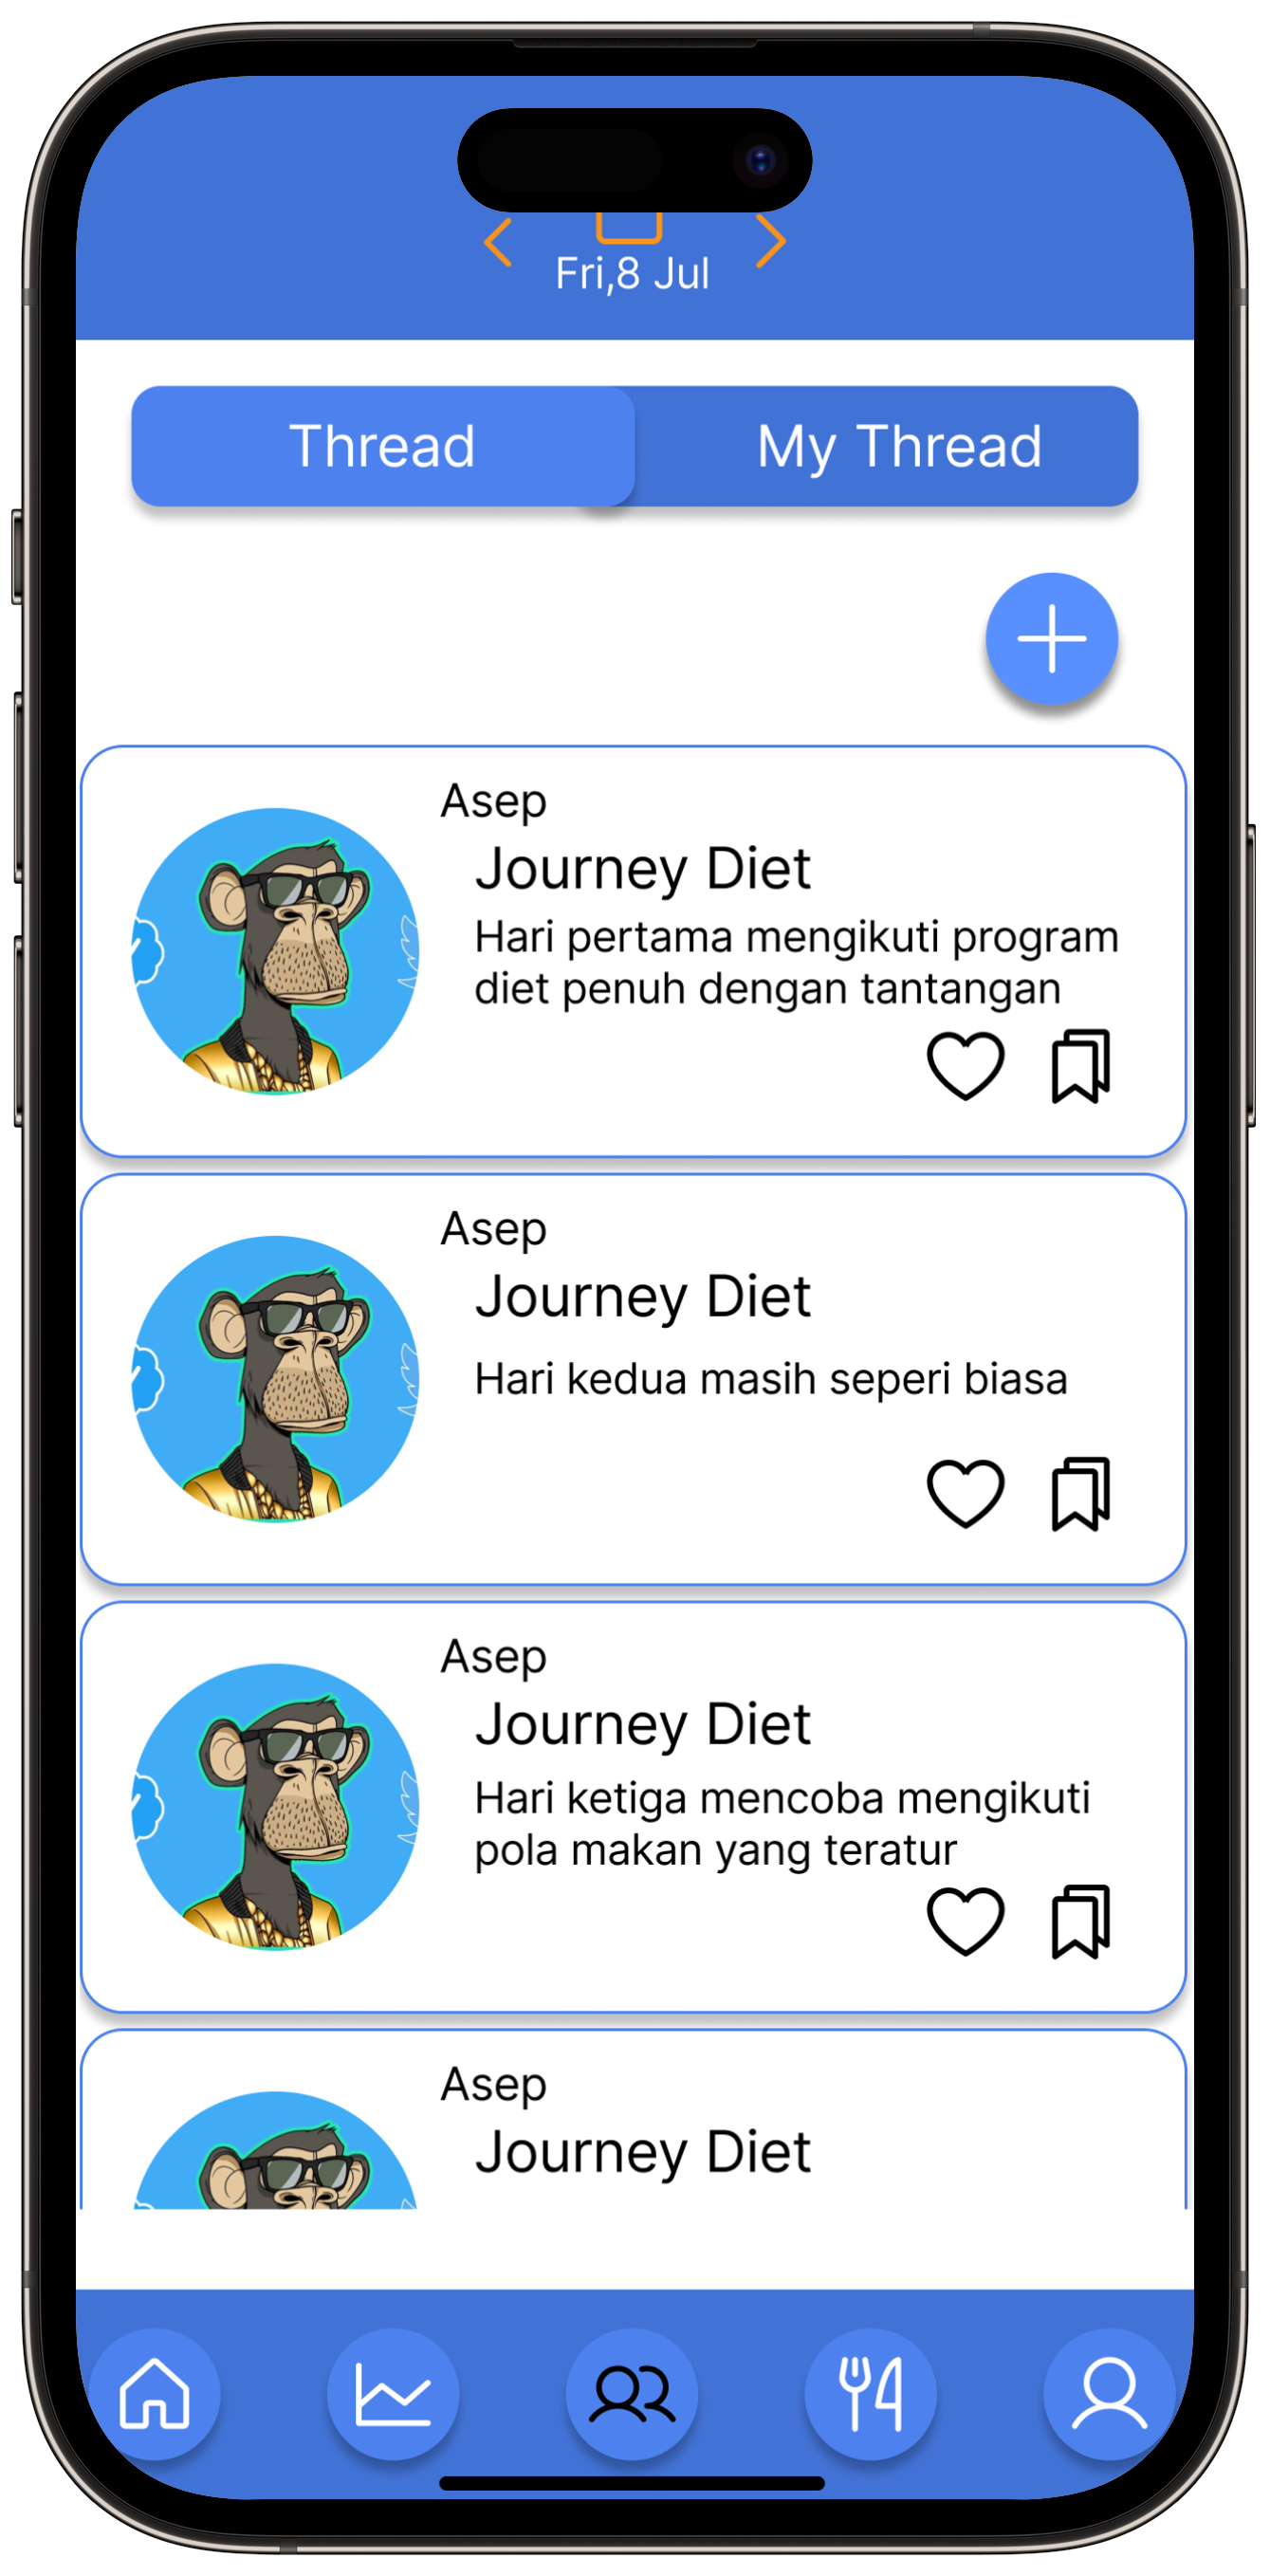 Fri,8 Jul
Thread
My Thread
Asep
Journey Diet
Hari pertama mengikuti program
diet penuh dengan tantangan
Asep
Journey Diet
Hari kedua masih seperi biasa
Asep
Journey Diet
Hari ketiga mencoba mengikuti
pola makan yang teratur
Asep
Journey Diet